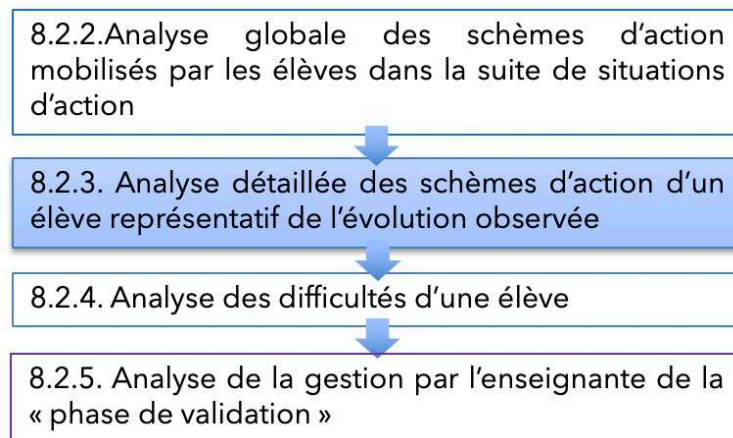 8.2.2.Analyse globale des schèmes d’action
mobilisés par les élèves dans la suite de situations
d’action
8.2.3. Analyse détaillée des schèmes d’action d’un
élève représentatif de l’évolution observée
8.2.4. Analyse des difficultés d’une élève
8.2.5. Analyse de la gestion par l’enseignante de la
« phase de validation »